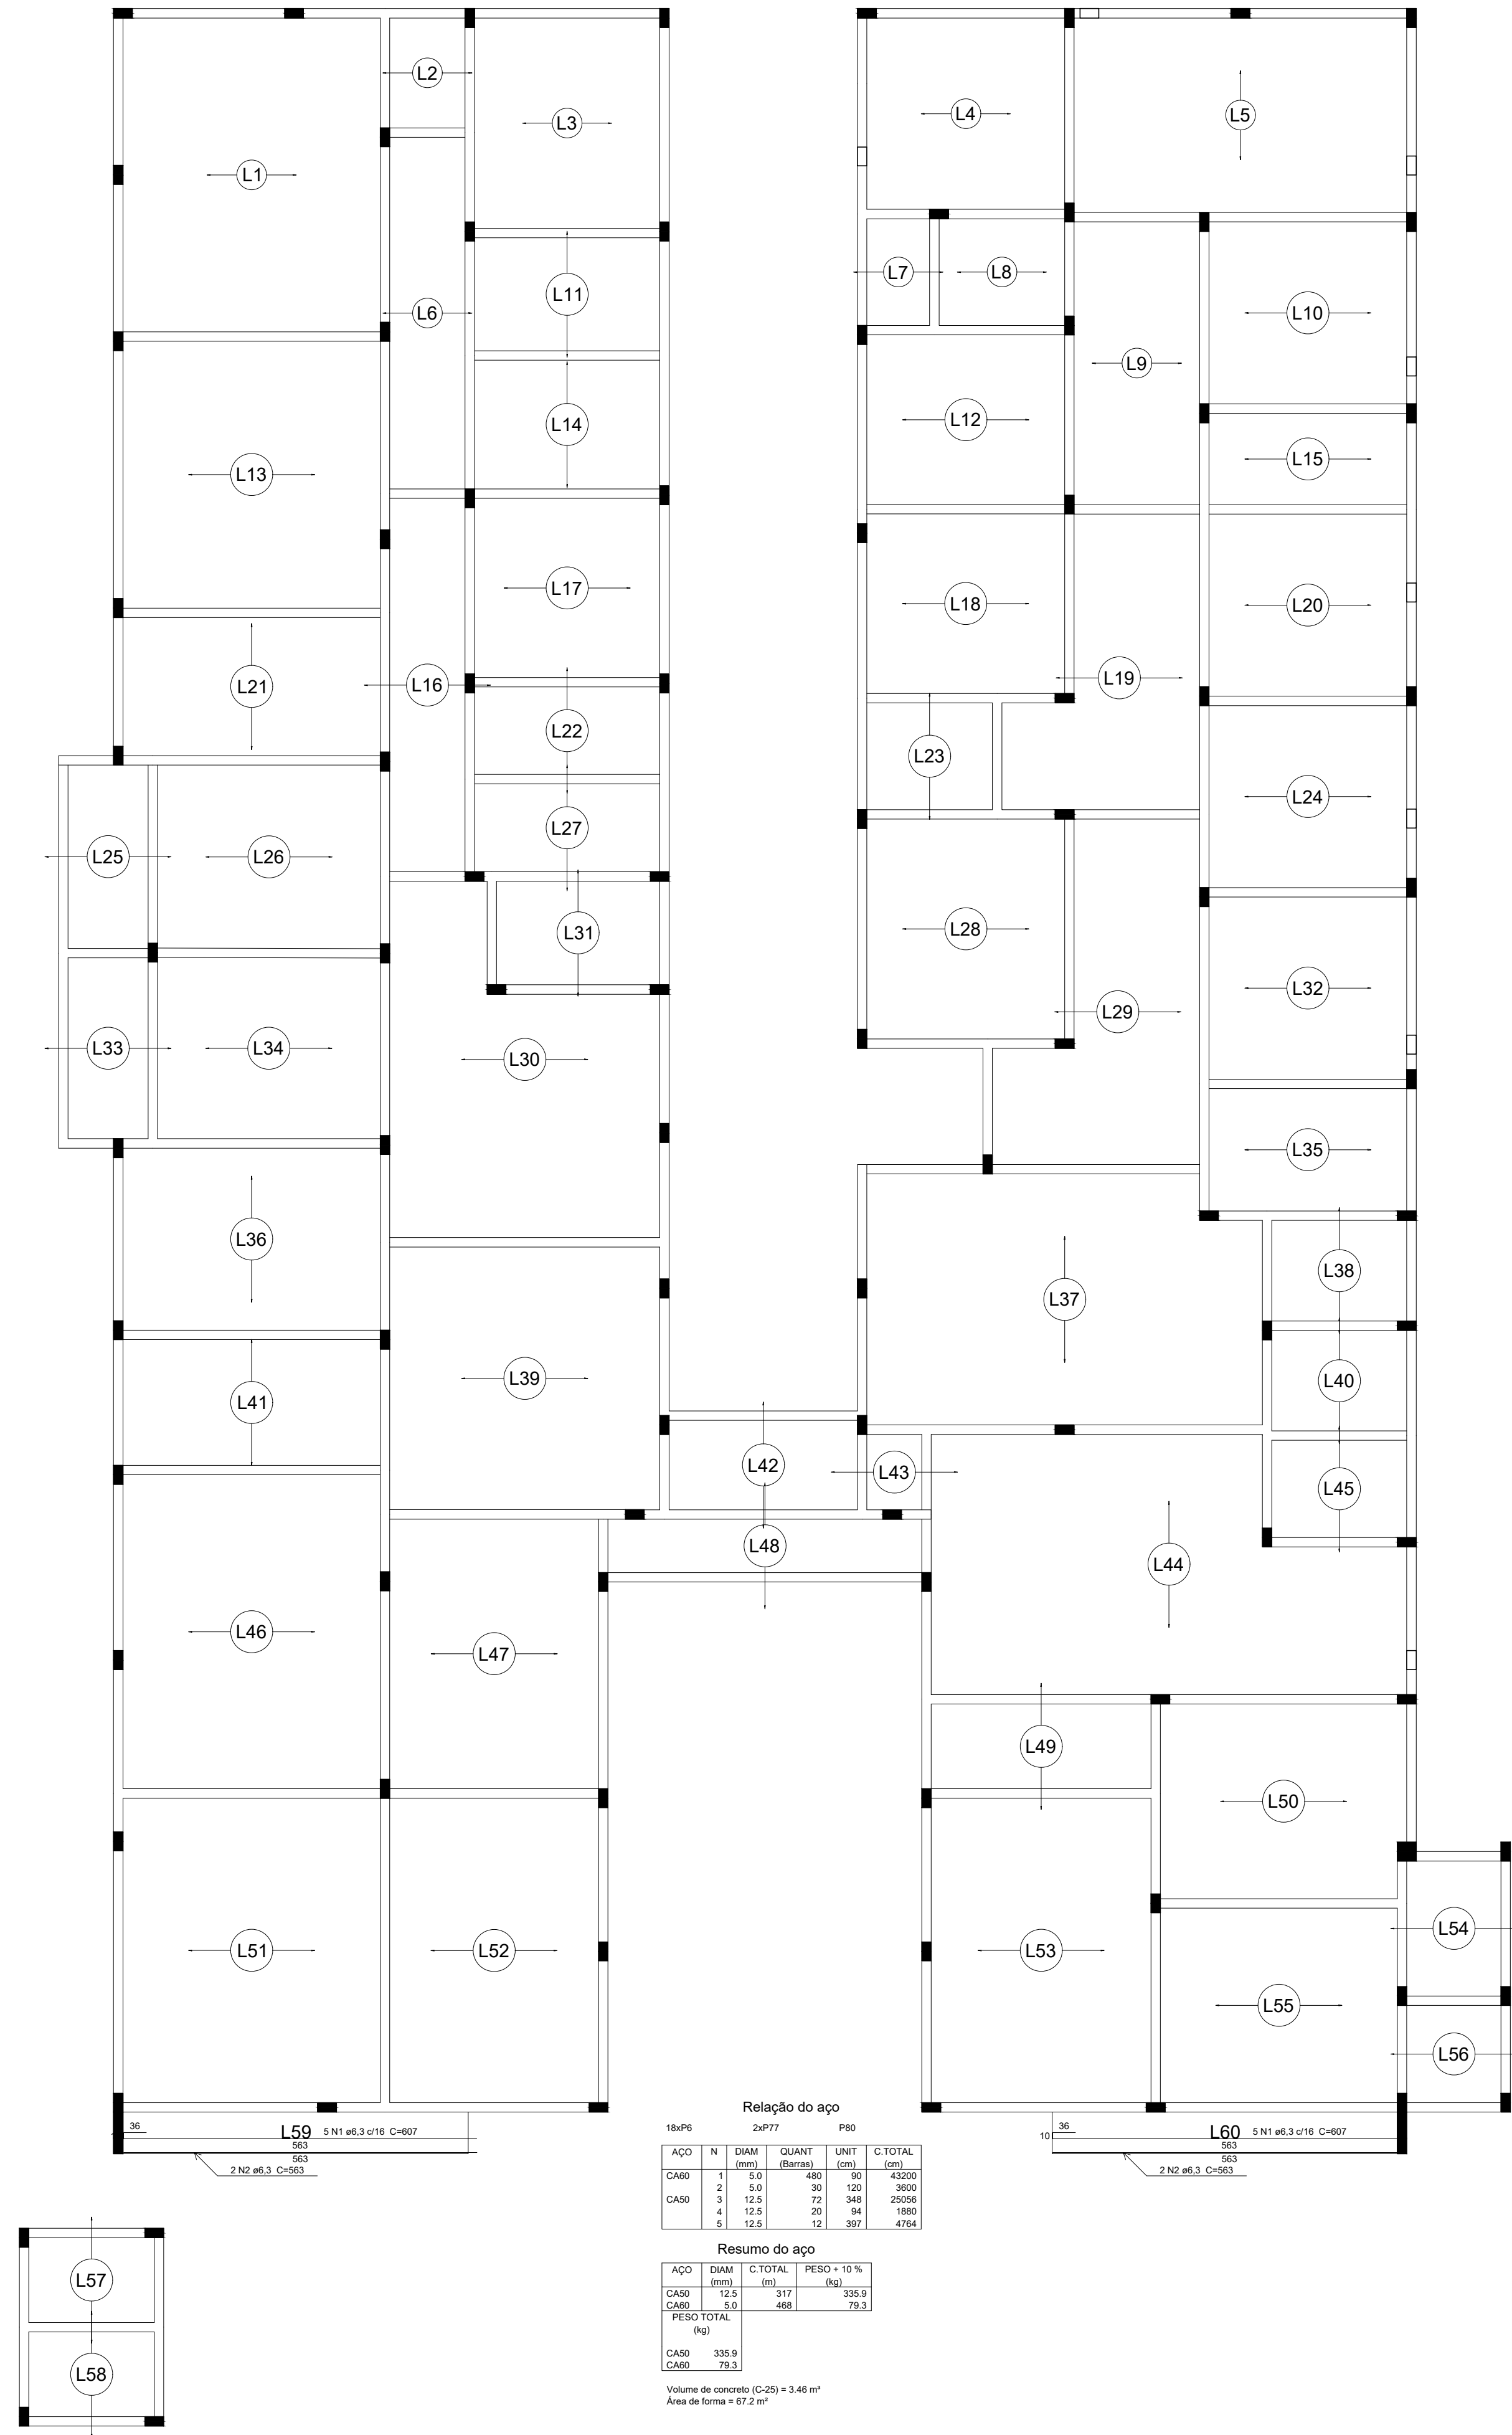 L1
L2
L3
L4
L5
L6
L7
L8
L9
L10
L11
L12
L13
L14
L15
L16
L17
L18
L19
L20
L21
L22
L23
L24
L25
L26
L27
L28
L29
L30
L31
L32
L33
L34
L35
L36
L37
L38
L39
L40
L41
L42
L43
L44
L45
L46
L47
L48
L49
L50
L51
L52
L53
L54
L55
L56
36
L59 5 N1 ø6,3 c/16 C=607
563
563
2 N2 ø6,3 C=563
36
10
L60 5 N1 ø6,3 c/16 C=607
563
563
2 N2 ø6,3 C=563
Relação do aço
18xP6 2xP77 P80
AÇO N DIAM QUANT UNIT C.TOTAL
(mm) (Barras) (cm) (cm)
CA60 1 5.0 480 90 43200
2 5.0 30 120 3600
CA50 3 12.5 72 348 25056
4 12.5 20 94 1880
5 12.5 12 397 4764
Resumo do aço
AÇO DIAM C.TOTAL PESO + 10 %
(mm) (m) (kg)
CA50 12.5 317 335.9
CA60 5.0 468 79.3
PESO TOTAL
(kg)
CA50 335.9
CA60 79.3
Volume de concreto (C-25) = 3.46 m³
Área de forma = 67.2 m²
L57
L58